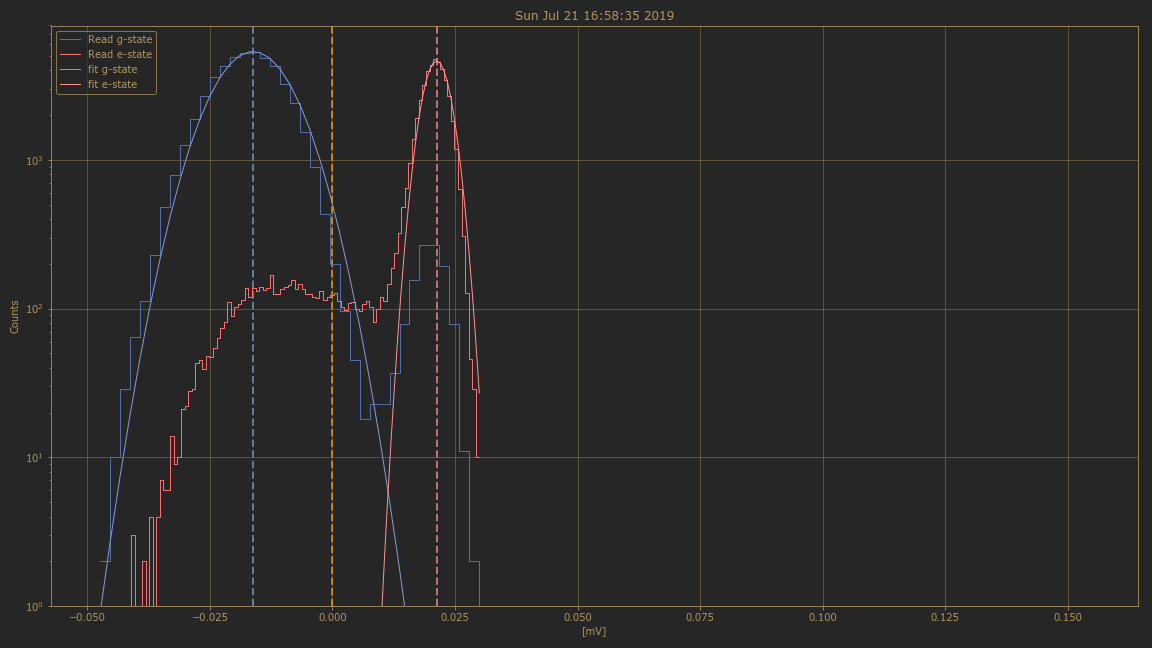 Sun Jul 21 16:58:35 2019
Read g-state
Read e-state
fit g-state
fit e-state
10³
10²
10¹
10⁰
Counts
−0.050 −0.025 0.000 0.025 0.050 0.075 0.100 0.125 0.150
[mV]